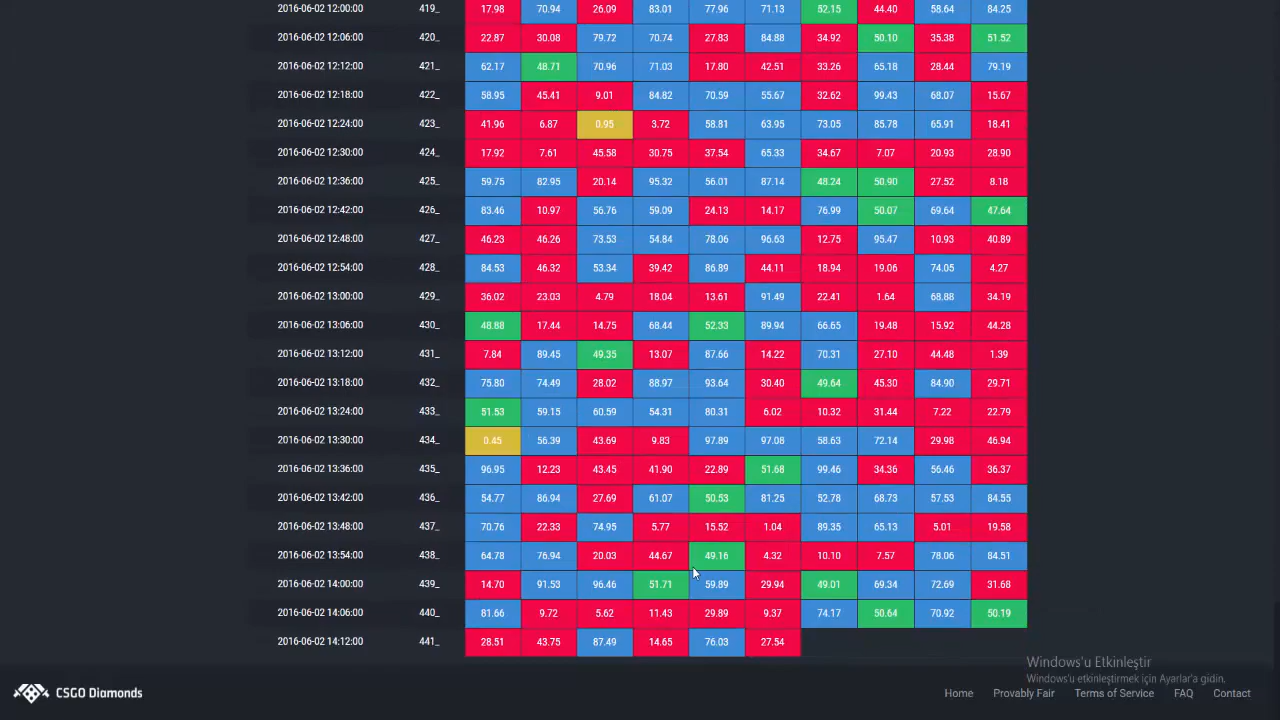 2016-06-02 12:00:00 419_ 17.98 70.94 26.09 83.01 77.96 71.13 52.15 44.40 58.64 84.25
2016-06-02 12:06:00 420_ 22.87 30.08 79.72 70.74 27.83 84.88 34.92 50.10 35.38 51.52
2016-06-02 12:12:00 421_ 62.17 48.71 70.96 71.03 17.80 42.51 33.26 65.18 28.44 79.19
2016-06-02 12:18:00 422_ 58.95 45.41 9.01 84.82 70.59 55.67 32.62 99.43 68.07 15.67
2016-06-02 12:24:00 423_ 41.96 6.87 0.95 3.72 58.81 63.95 73.05 85.78 65.91 18.41
2016-06-02 12:30:00 424_ 17.92 7.61 45.58 30.75 37.54 65.33 34.67 7.07 20.93 28.90
2016-06-02 12:36:00 425_ 59.75 82.95 20.14 95.32 56.01 87.14 48.24 50.90 27.52 8.18
2016-06-02 12:42:00 426_ 83.46 10.97 56.76 59.09 24.13 14.17 76.99 50.07 69.64 47.64
2016-06-02 12:48:00 427_ 46.23 46.26 73.53 54.84 78.06 96.63 12.75 95.47 10.93 40.89
2016-06-02 12:54:00 428_ 84.53 46.32 53.34 39.42 86.89 44.11 18.94 19.06 74.05 4.27
2016-06-02 13:00:00 429_ 36.02 23.03 4.79 18.04 13.61 91.49 22.41 1.64 68.88 34.19
2016-06-02 13:06:00 430_ 48.88 17.44 14.75 68.44 52.33 89.94 66.65 19.48 15.92 44.28
2016-06-02 13:12:00 431_ 7.84 89.45 49.35 13.07 87.66 14.22 70.31 27.10 44.48 1.39
2016-06-02 13:18:00 432_ 75.80 74.49 28.02 88.97 93.64 30.40 49.64 45.30 84.90 29.71
2016-06-02 13:24:00 433_ 51.53 59.15 60.59 54.31 80.31 6.02 10.32 31.44 7.22 22.79
2016-06-02 13:30:00 434_ 0.45 56.39 43.69 9.83 97.89 97.08 58.63 72.14 29.98 46.94
2016-06-02 13:36:00 435_ 96.95 12.23 43.45 41.90 22.89 51.68 99.46 34.36 56.46 36.37
2016-06-02 13:42:00 436_ 54.77 86.94 27.69 61.07 50.53 81.25 52.78 68.73 57.53 84.55
2016-06-02 13:48:00 437_ 70.76 22.33 74.95 5.77 15.52 1.04 89.35 65.13 5.01 19.58
2016-06-02 13:54:00 438_ 64.78 76.94 20.03 44.67 49.16 4.32 10.10 7.57 78.06 84.51
2016-06-02 14:00:00 439_ 14.70 91.53 96.46 51.71 59.89 29.94 49.01 69.34 72.69 31.68
2016-06-02 14:06:00 440_ 81.66 9.72 5.62 11.43 29.89 9.37 74.17 50.64 70.92 50.19
2016-06-02 14:12:00 441_ 28.51 43.75 87.49 14.65 76.03 27.54
Windows'u Etkinleştir
Windows'u etkinleştirmek için Ayarlar'a gidin.
CSGO Diamonds Home Provably Fair Terms of Service FAQ Contact